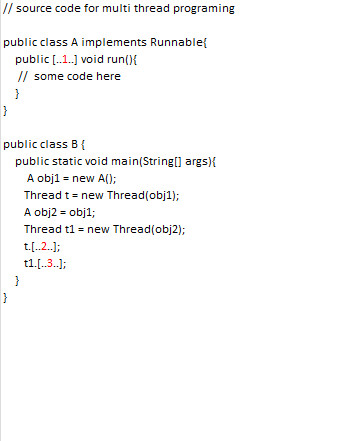 // source code for multi thread programing
public class A implements Runnable{
public [..1..] void run(){
// some code here
}
}
public class B {
public static void main(String[] args){
A obj1 = new A();
Thread t = new Thread(obj1);
A obj2 = obj1;
Thread t1 = new Thread(obj2);
t.[..2..];
t1.[..3..];
}
}